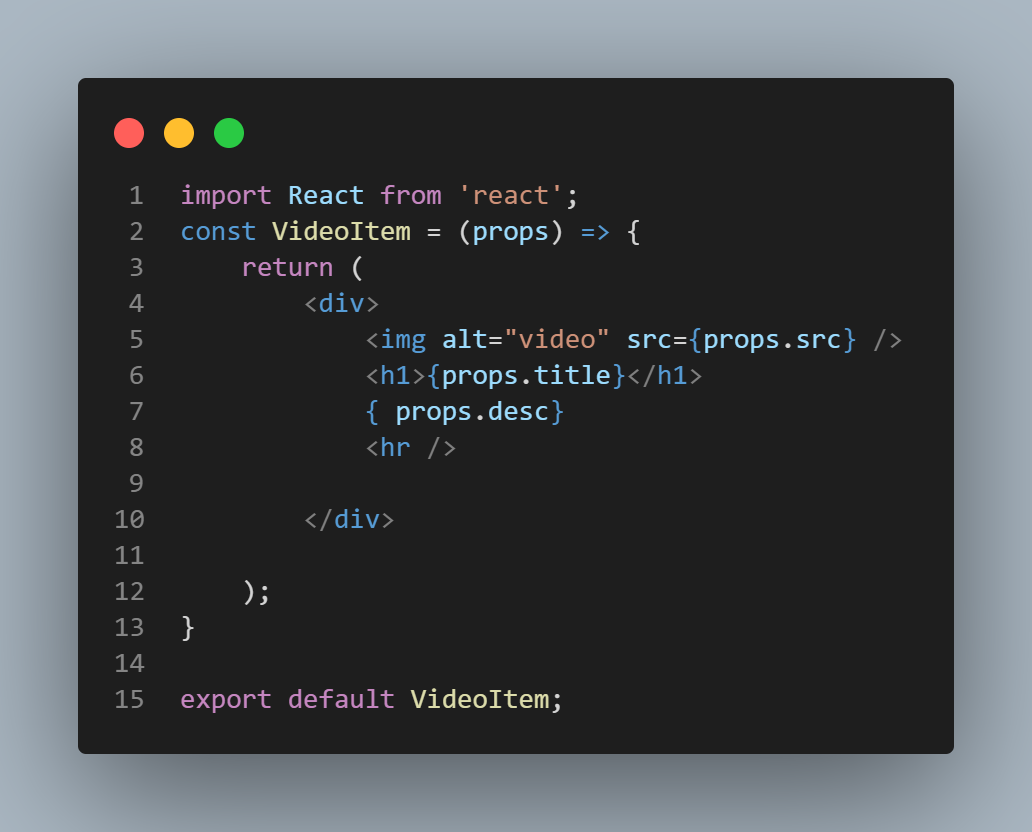 1 import React from 'react';
2 const VideoItem = (props) => {
3     return (
4         <div>
5             <img alt="video" src={props.src} />
6             <h1>{props.title}</h1>
7             { props.desc}
8             <hr />
9
10         </div>
11
12     );
13 }
14
15 export default VideoItem;